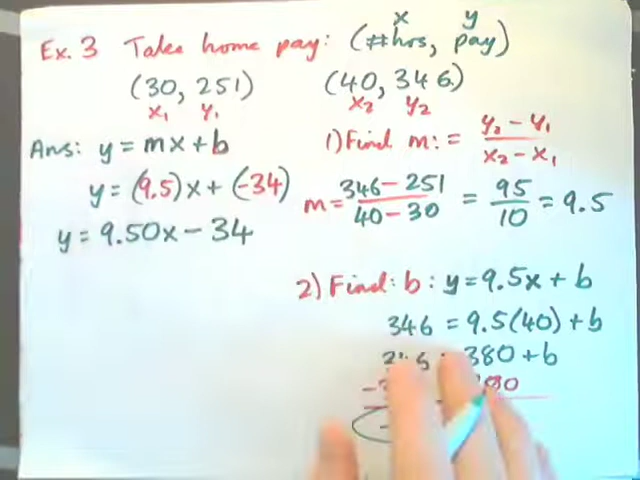 x y
Ex. 3 Take home pay: (#hrs, pay)
(30, 251) (40, 346)
x₁ y₁ x₂ y₂
Ans: y = mx + b
y = (9.5)x + (-34)
y = 9.50x - 34
1) Find m: = y₂ - y₁ / x₂ - x₁
m = 346 - 251 / 40 - 30 = 95 / 10 = 9.5
2) Find: b: y = 9.5x + b
346 = 9.5(40) + b
380 + b